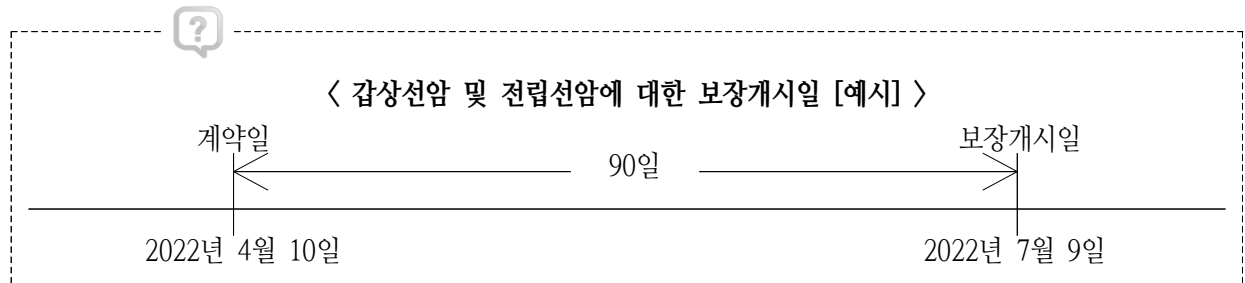 ?
〈 갑상선암 및 전립선암에 대한 보장개시일 [예시] 〉
계약일 보장개시일
90일
2022년 4월 10일 2022년 7월 9일